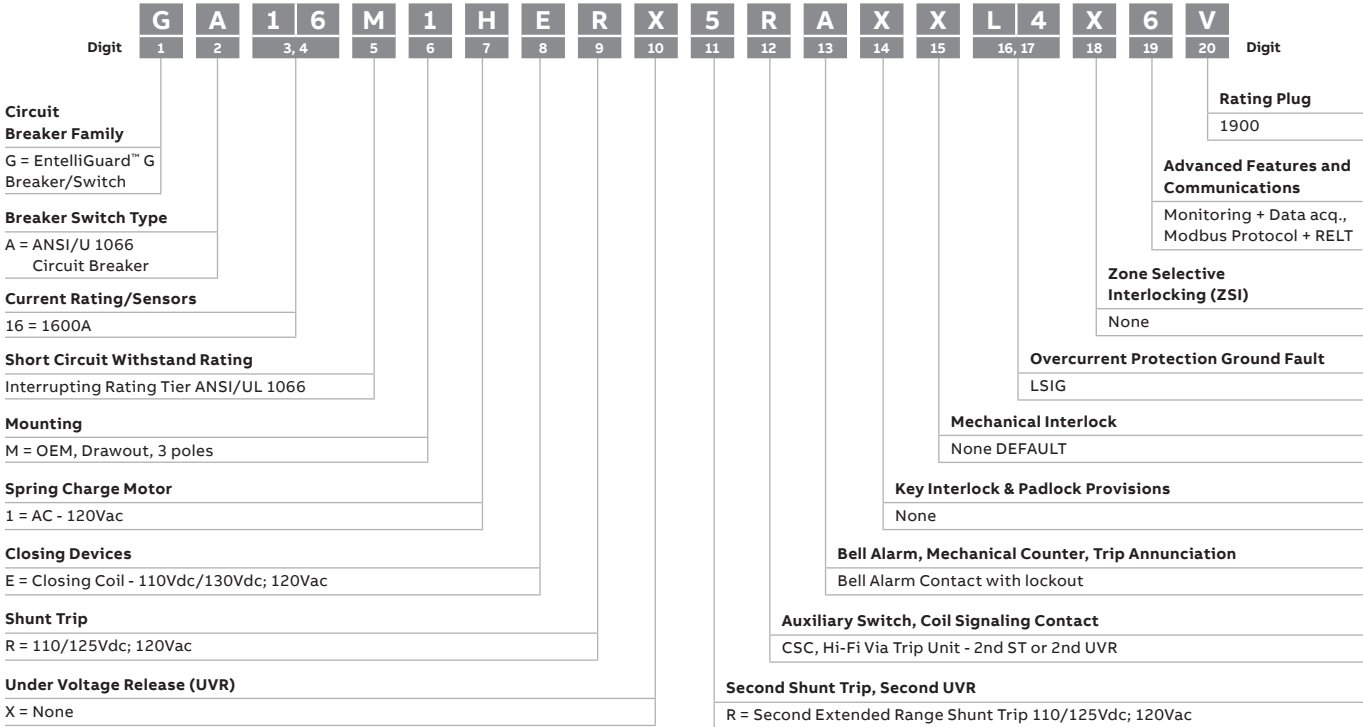 G A 1 6 M 1 H E R X 5 R A X X L 4 X 6 V
Digit 1 2 3, 4 5 6 7 8 9 10 11 12 13 14 15 16, 17 18 19 20 Digit
Circuit
Breaker Family
G = EntelliGuard™ G
Breaker/Switch
Breaker Switch Type
A = ANSI/U 1066
Circuit Breaker
Current Rating/Sensors
16 = 1600A
Short Circuit Withstand Rating
Interrupting Rating Tier ANSI/UL 1066
Mounting
M = OEM, Drawout, 3 poles
Spring Charge Motor
1 = AC - 120Vac
Closing Devices
E = Closing Coil - 110Vdc/130Vdc; 120Vac
Shunt Trip
R = 110/125Vdc; 120Vac
Under Voltage Release (UVR)
X = None
Rating Plug
1900
Advanced Features and
Communications
Monitoring + Data acq.,
Modbus Protocol + RELT
Zone Selective
Interlocking (ZSI)
None
Overcurrent Protection Ground Fault
LSIG
Mechanical Interlock
None DEFAULT
Key Interlock & Padlock Provisions
None
Bell Alarm, Mechanical Counter, Trip Annunciation
Bell Alarm Contact with lockout
Auxiliary Switch, Coil Signaling Contact
CSC, Hi-Fi Via Trip Unit - 2nd ST or 2nd UVR
Second Shunt Trip, Second UVR
R = Second Extended Range Shunt Trip 110/125Vdc; 120Vac